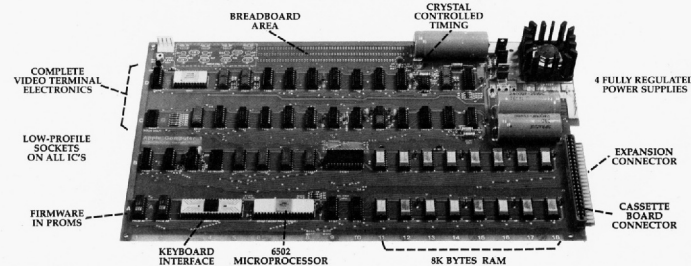 BREADBOARD
AREA
CRYSTAL
CONTROLLED
TIMING
COMPLETE
VIDEO TERMINAL
ELECTRONICS
4 FULLY REGULATED
POWER SUPPLIES
LOW-PROFILE
SOCKETS
ON ALL IC'S
EXPANSION
CONNECTOR
FIRMWARE
IN PROMS
CASSETTE
BOARD
CONNECTOR
KEYBOARD
INTERFACE
6502
MICROPROCESSOR
8K BYTES RAM